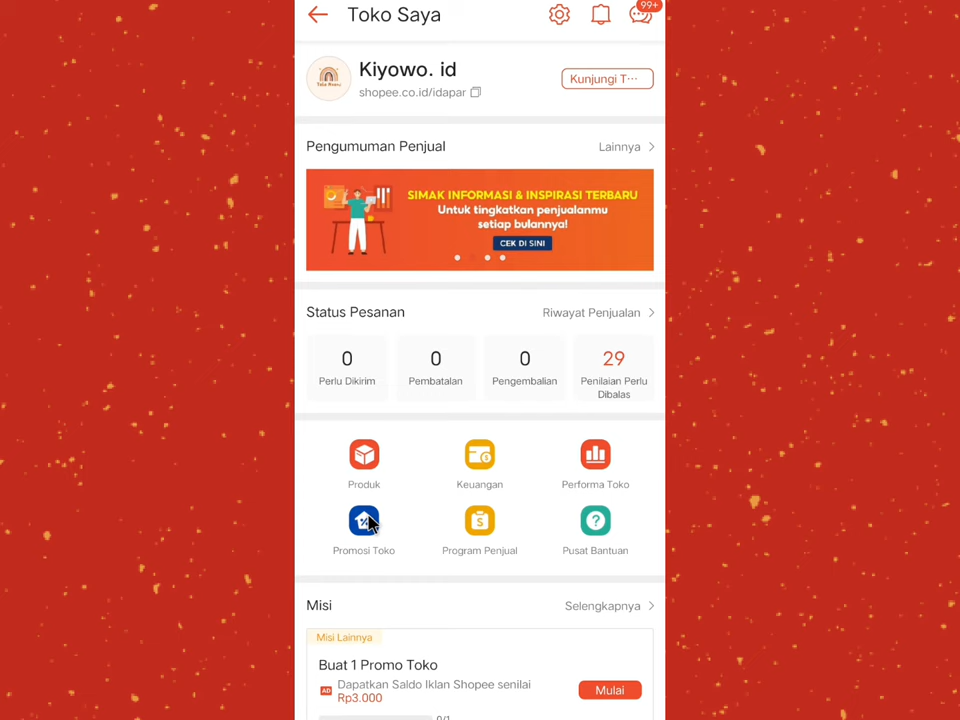 Toko Saya
99+
Kiyowo. id
shopee.co.id/idapar
Kunjungi T···
Pengumuman Penjual
Lainnya
SIMAK INFORMASI & INSPIRASI TERBARU
Untuk tingkatkan penjualanmu
setiap bulannya!
CEK DI SINI
Status Pesanan
Riwayat Penjualan
0
Perlu Dikirim
0
Pembatalan
0
Pengembalian
29
Penilaian Perlu
Dibalas
Produk
Keuangan
Performa Toko
Promosi Toko
Program Penjual
Pusat Bantuan
Misi
Selengkapnya
Misi Lainnya
Buat 1 Promo Toko
AD
Dapatkan Saldo Iklan Shopee senilai
Rp3.000
Mulai
0/1